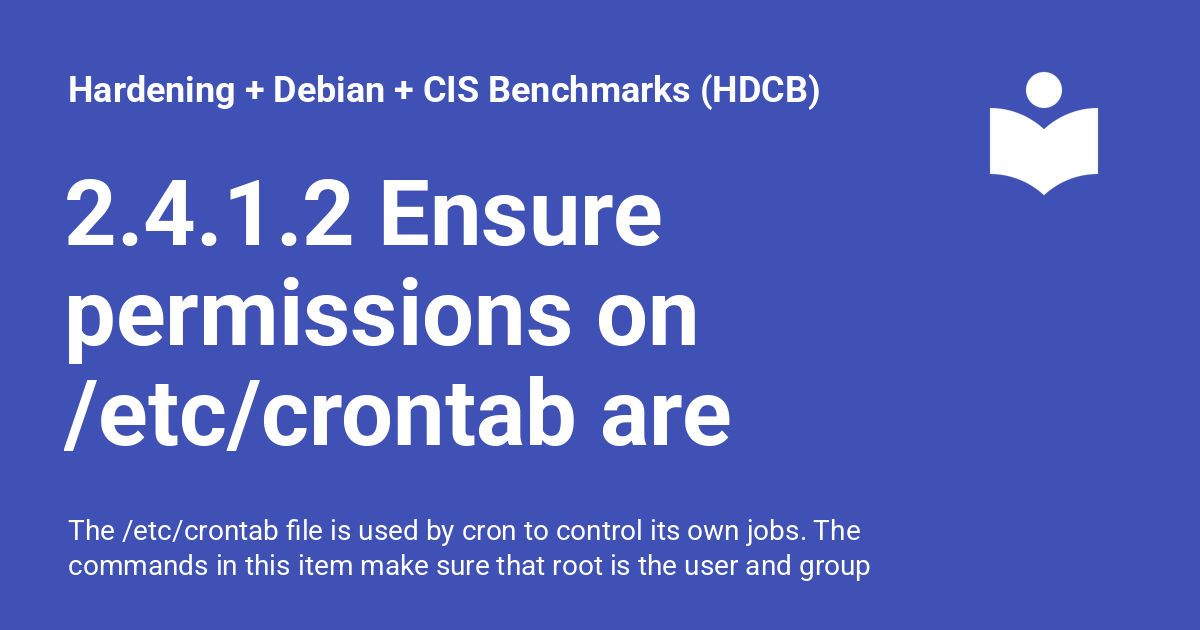 Hardening + Debian + CIS Benchmarks (HDCB)
2.4.1.2 Ensure
permissions on
/etc/crontab are
The /etc/crontab file is used by cron to control its own jobs. The
commands in this item make sure that root is the user and group